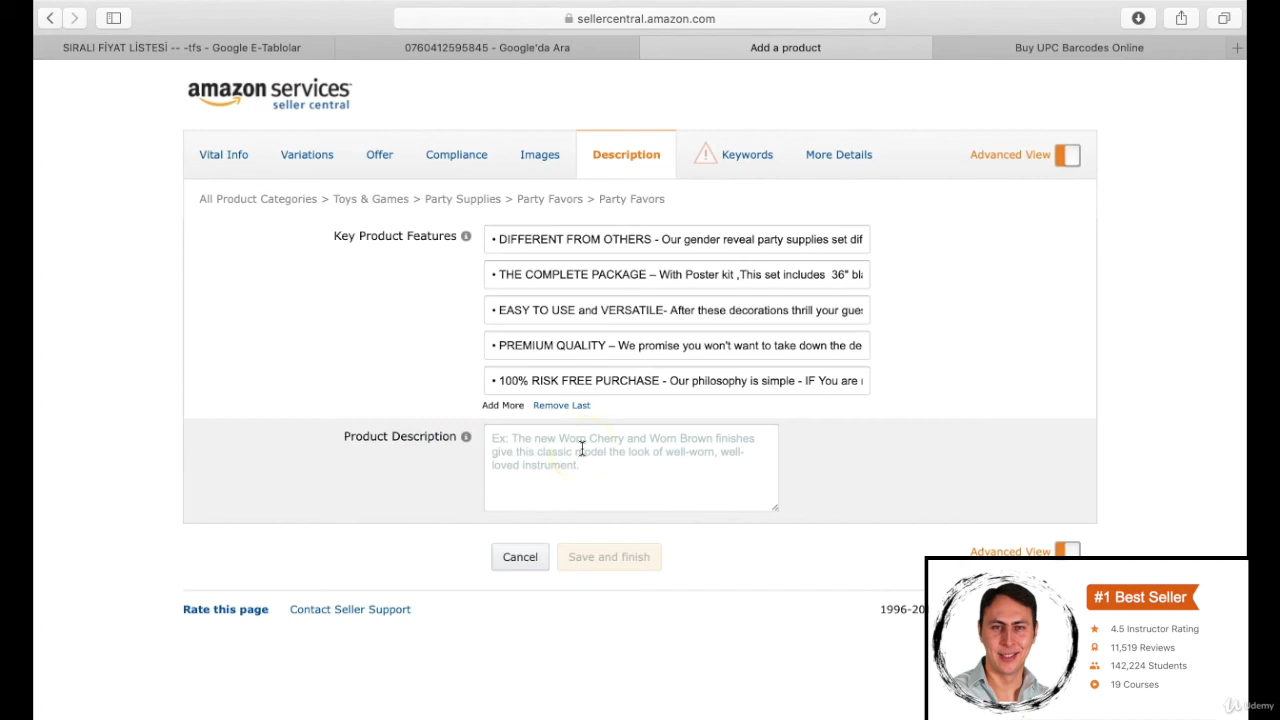 sellercentral.amazon.com
SIRALI FİYAT LİSTESİ -- -tfs - Google E-Tablolar
0760412595845 - Google'da Ara
Add a product
Buy UPC Barcodes Online
amazon services
seller central
Vital Info
Variations
Offer
Compliance
Images
Description
Keywords
More Details
Advanced View
All Product Categories > Toys & Games > Party Supplies > Party Favors > Party Favors
Key Product Features
• DIFFERENT FROM OTHERS - Our gender reveal party supplies set dif
• THE COMPLETE PACKAGE – With Poster kit ,This set includes 36" bla
• EASY TO USE and VERSATILE- After these decorations thrill your gues
• PREMIUM QUALITY – We promise you won't want to take down the de
• 100% RISK FREE PURCHASE - Our philosophy is simple - IF You are
Add More Remove Last
Product Description
Ex: The new Worn Cherry and Worn Brown finishes
give this classic model the look of well-worn, well-
loved instrument.
Cancel
Save and finish
Advanced View
Rate this page
Contact Seller Support
1996-20
#1 Best Seller
4.5 Instructor Rating
11,519 Reviews
142,224 Students
19 Courses
Udemy